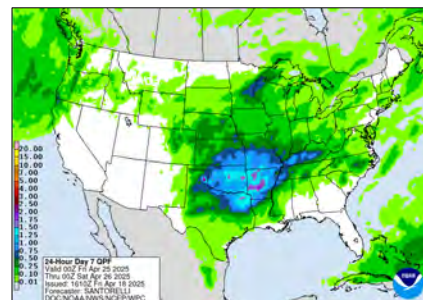 20.00
15.00
10.00
7.00
5.00
4.00
3.00
2.50
2.00
1.75
1.50
1.25
1.00
0.75
0.50
0.25
0.10
0.01
24-Hour Day 7 QPF
Valid 00Z Fri Apr 25 2025
Thru 00Z Sat Apr 26 2025
Issued: 1610Z Fri Apr 18 2025
Forecaster: SANTORELLI
DOC/NOAA/NWS/NCEP/WPC
NOAA